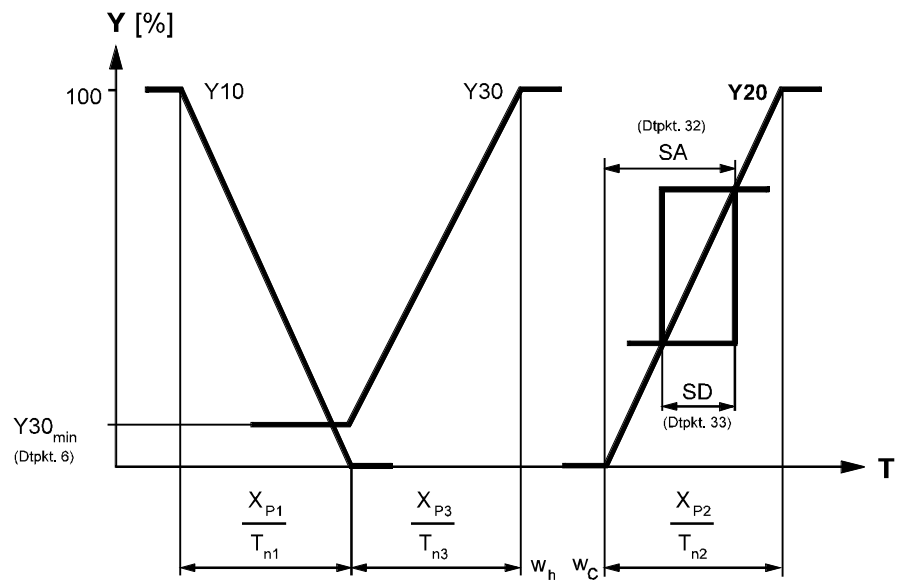 Y [%]
100
Y10
Y30
Y20
(Dtpkt. 32)
SA
SD
(Dtpkt. 33)
Y30min
(Dtpkt. 6)
T
XP1
Tn1
XP3
Tn3
wh
wC
XP2
Tn2